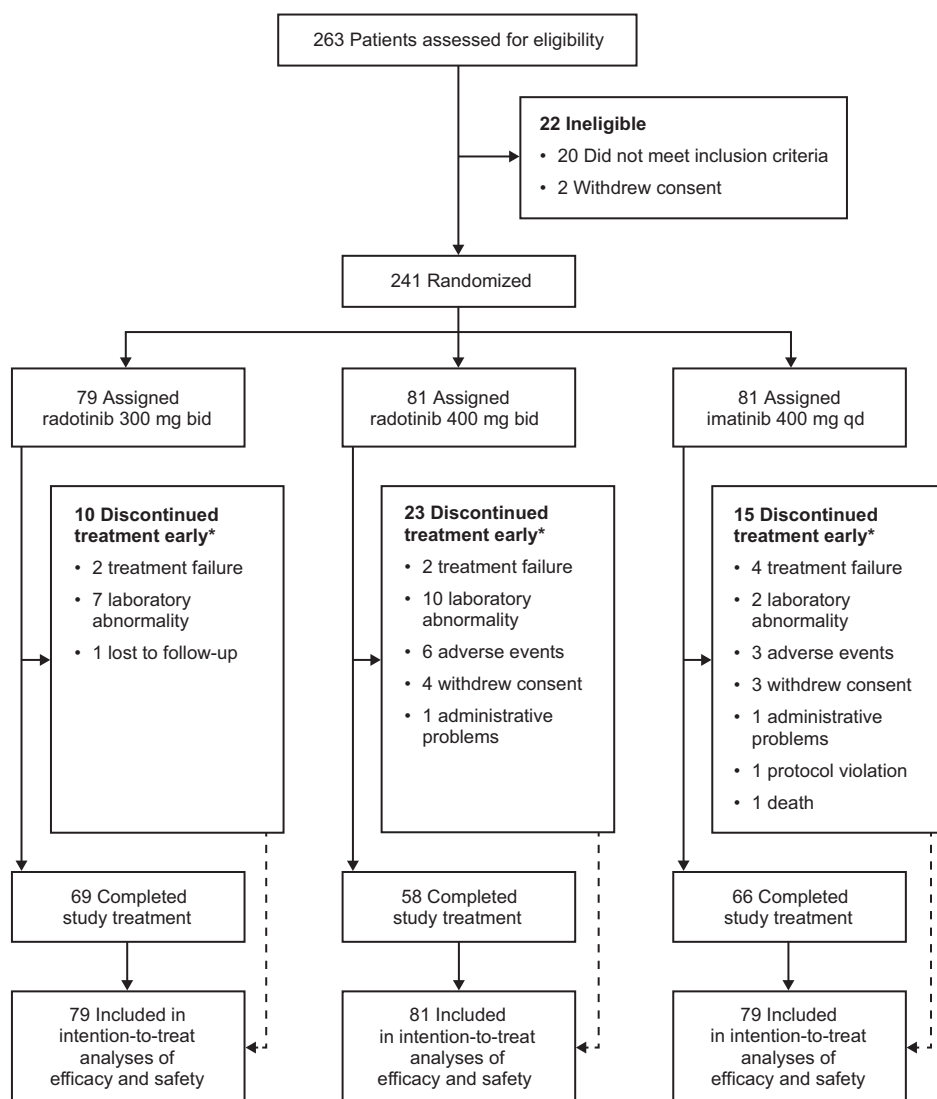 263 Patients assessed for eligibility
22 Ineligible
• 20 Did not meet inclusion criteria
• 2 Withdrew consent
241 Randomized
79 Assigned
radotinib 300 mg bid
81 Assigned
radotinib 400 mg bid
81 Assigned
imatinib 400 mg qd
10 Discontinued
treatment early*
• 2 treatment failure
• 7 laboratory
abnormality
• 1 lost to follow-up
23 Discontinued
treatment early*
• 2 treatment failure
• 10 laboratory
abnormality
• 6 adverse events
• 4 withdrew consent
• 1 administrative
problems
15 Discontinued
treatment early*
• 4 treatment failure
• 2 laboratory
abnormality
• 3 adverse events
• 3 withdrew consent
• 1 administrative
problems
• 1 protocol violation
• 1 death
69 Completed
study treatment
58 Completed
study treatment
66 Completed
study treatment
79 Included in
intention-to-treat
analyses of
efficacy and safety
81 Included
in intention-to-treat
analyses of
efficacy and safety
79 Included
in intention-to-treat
analyses of
efficacy and safety